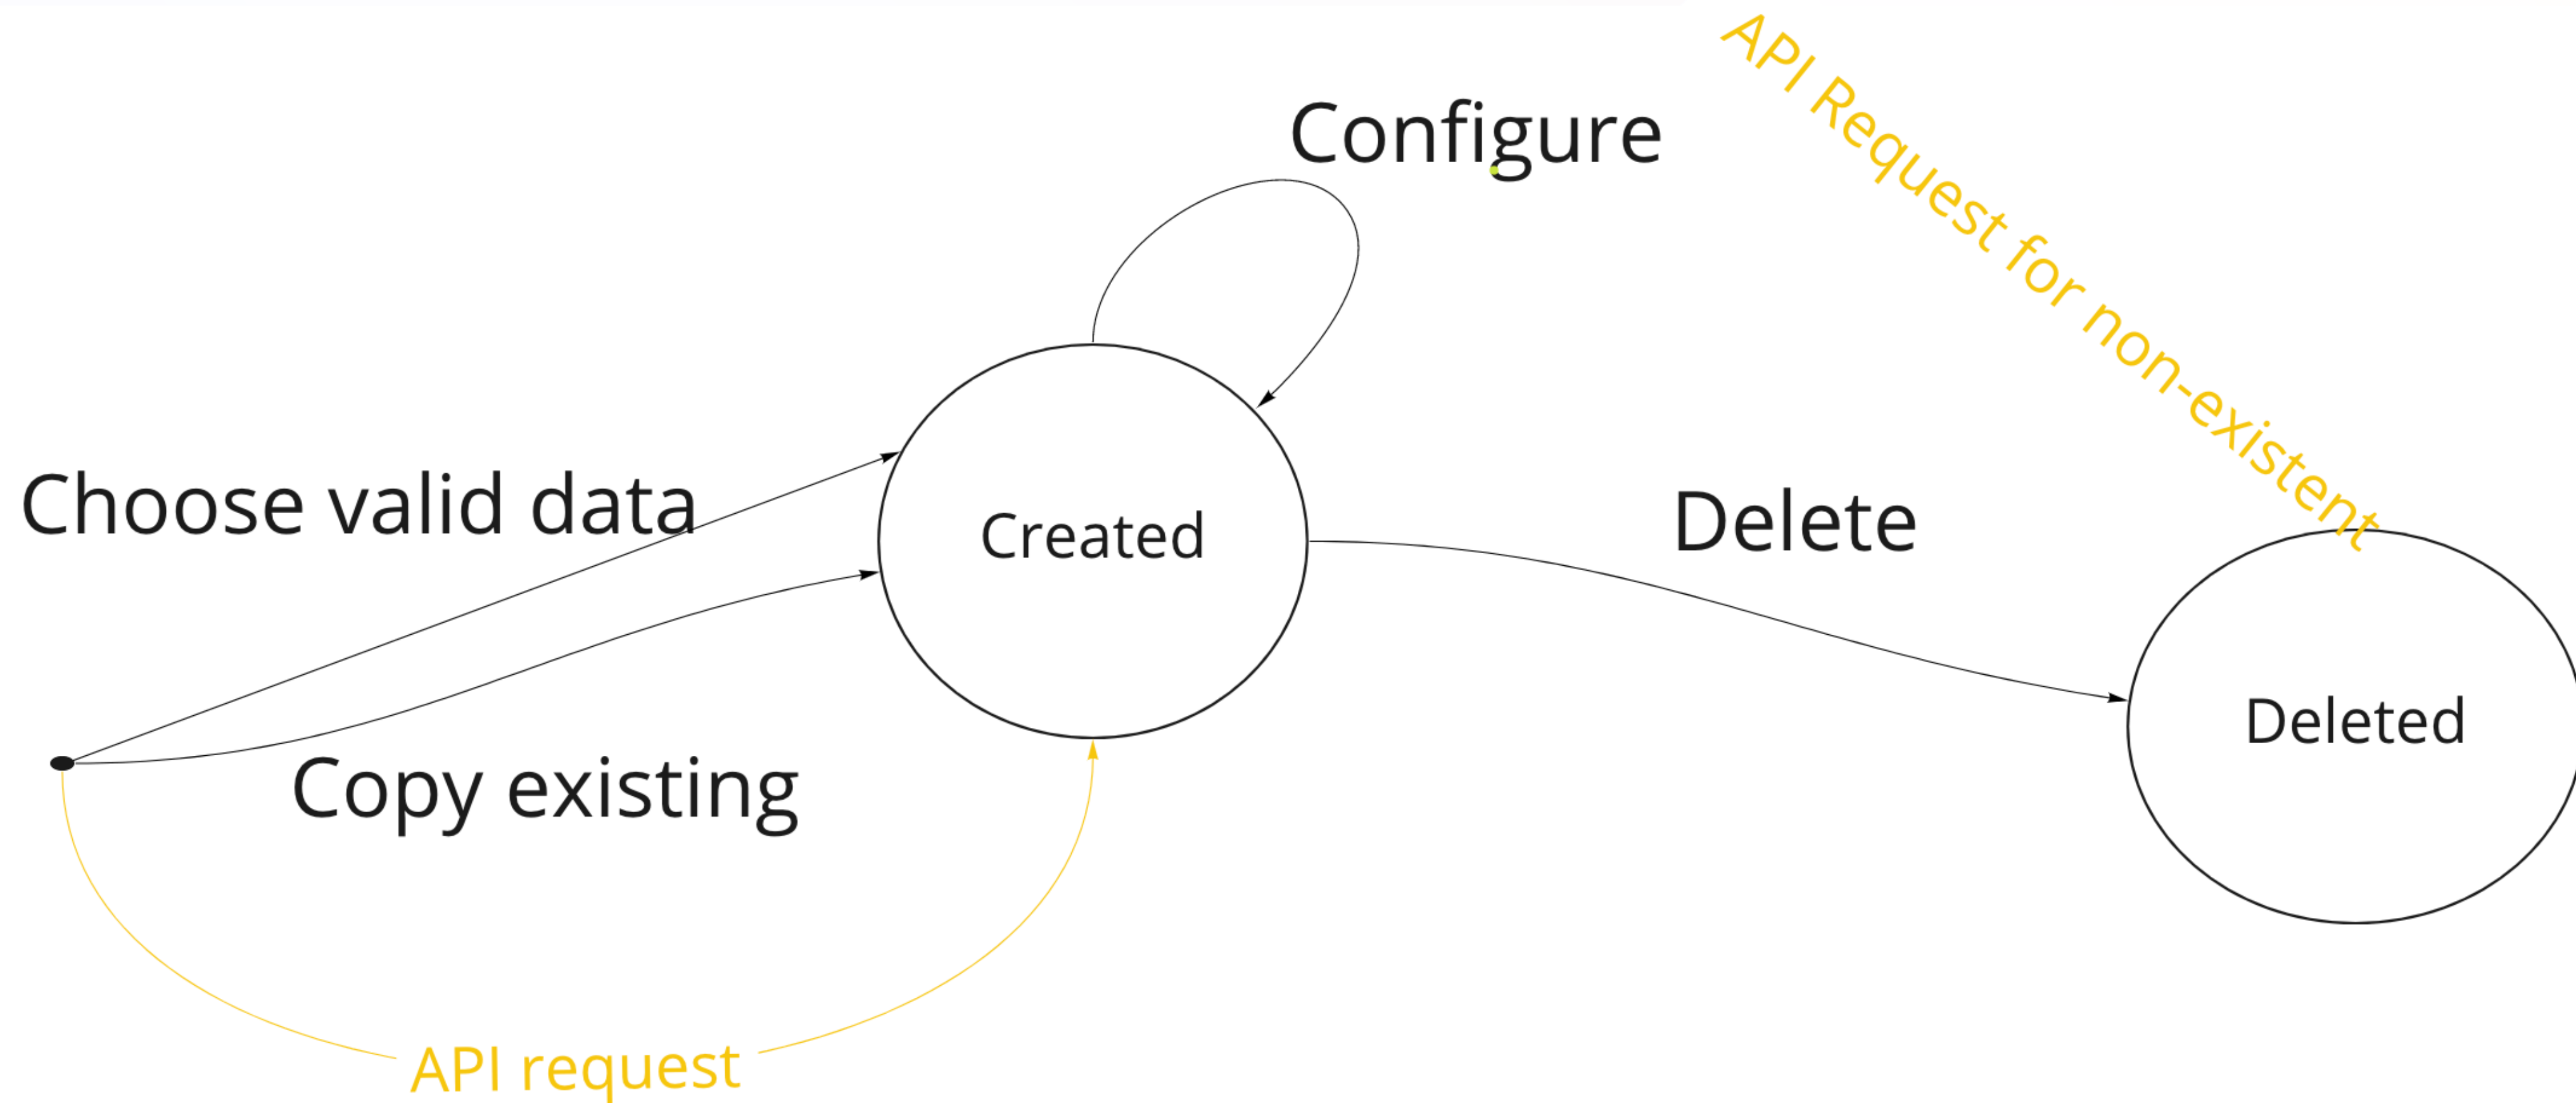 API Request for non-existent
Configure
Choose valid data
Created
Delete
Deleted
Copy existing
API request